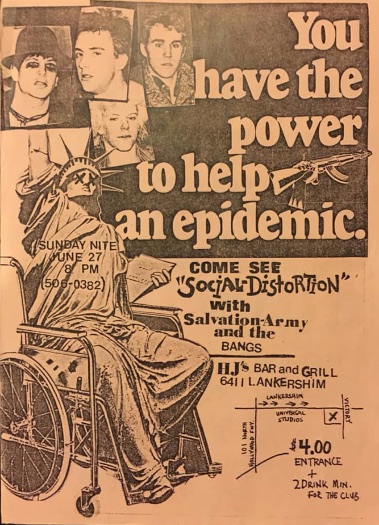 You
have the
power
to help
an epidemic.
SUNDAY NITE
JUNE 27
8 PM
(506-0382)
COME SEE
"SOCIAL DISTORTION"
with
Salvation-Army
and the
BANGS
HJ's BAR and GRILL
6411 LANKERSHIM
LANKERSHIM
UNIVERSAL
STUDIOS
X
VICTORY
101 NORTH
HOLLYWOOD FWY.
$4.00
ENTRANCE
+
2 DRINK MIN.
FOR THE CLUB